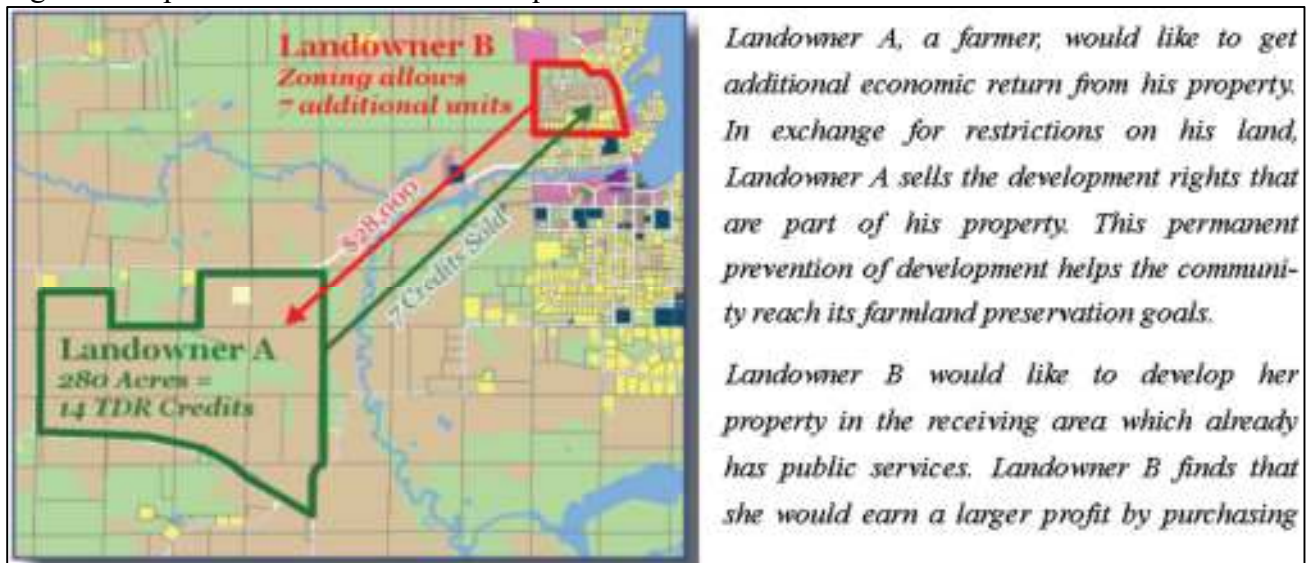 Landowner B
Zoning allows
7 additional units
$28,000
7 Credits Sold
Landowner A
280 Acres =
14 TDR Credits
Landowner A, a farmer, would like to get
additional economic return from his property.
In exchange for restrictions on his land,
Landowner A sells the development rights that
are part of his property. This permanent
prevention of development helps the communi-
ty reach its farmland preservation goals.
Landowner B would like to develop her
property in the receiving area which already
has public services. Landowner B finds that
she would earn a larger profit by purchasing